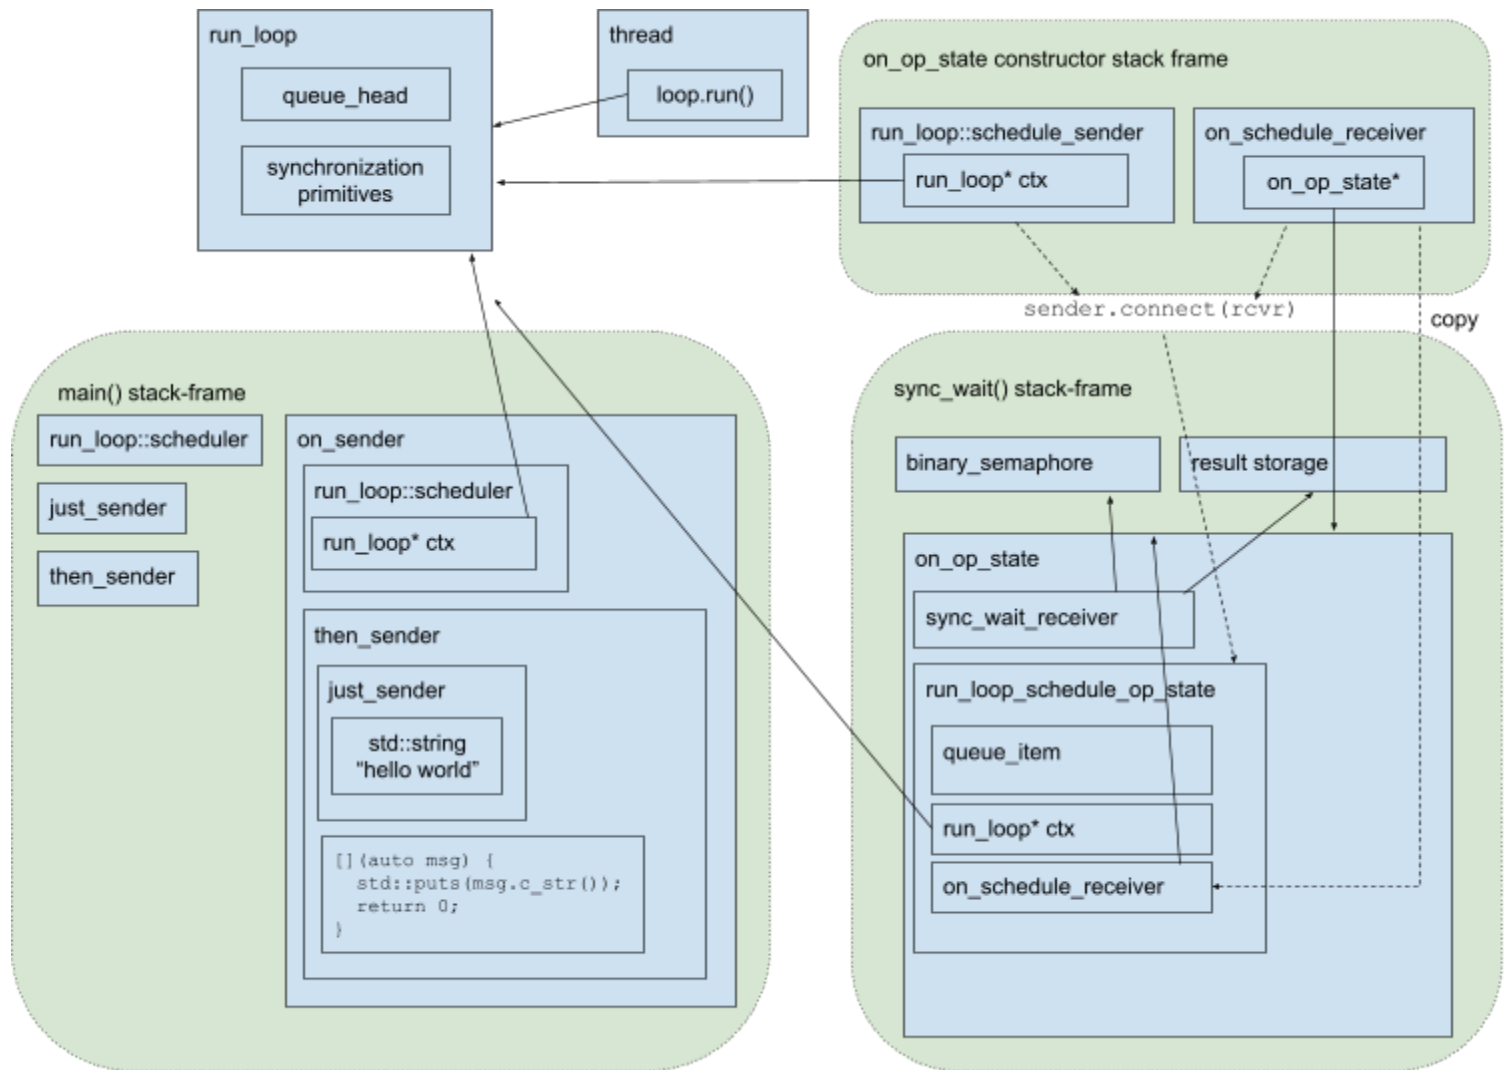 run_loop
queue_head
synchronization
primitives
thread
loop.run()
on_op_state constructor stack frame
run_loop::schedule_sender
run_loop* ctx
on_schedule_receiver
on_op_state*
sender.connect(rcvr)
copy
main() stack-frame
run_loop::scheduler
just_sender
then_sender
on_sender
run_loop::scheduler
run_loop* ctx
then_sender
just_sender
std::string
“hello world”
[](auto msg) {
  std::puts(msg.c_str());
  return 0;
}
sync_wait() stack-frame
binary_semaphore
result storage
on_op_state
sync_wait_receiver
run_loop_schedule_op_state
queue_item
run_loop* ctx
on_schedule_receiver